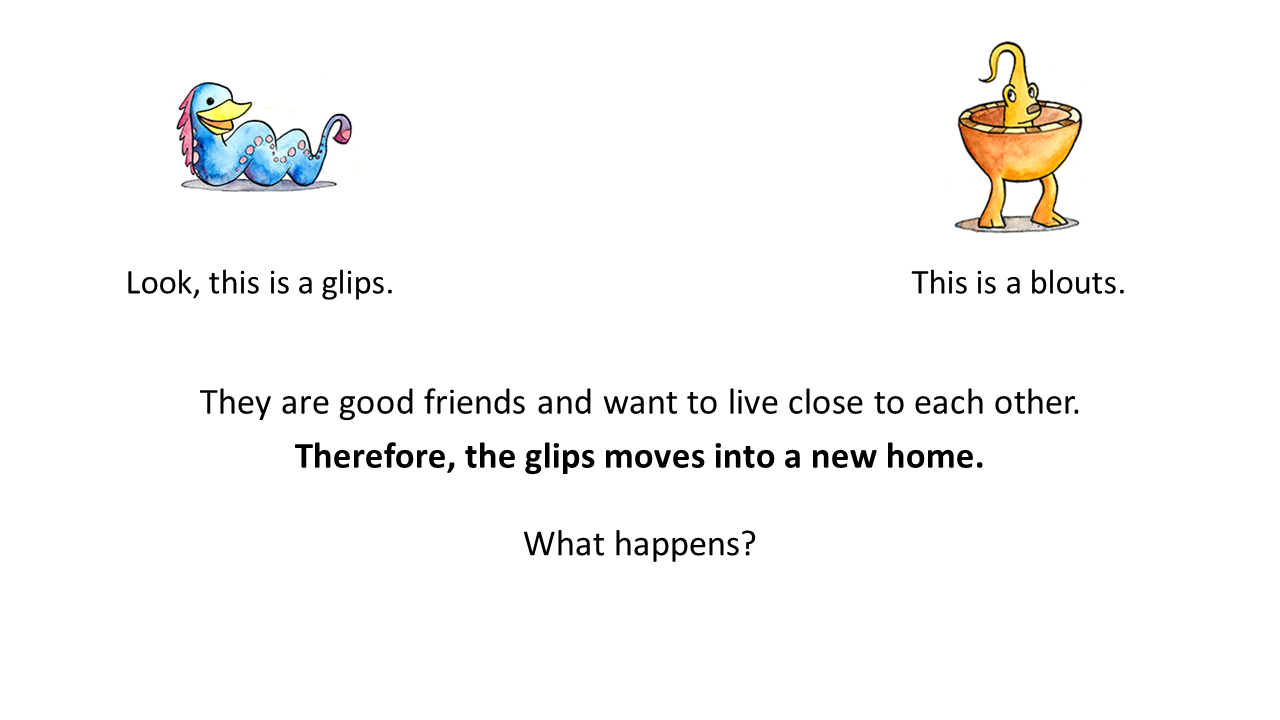 Look, this is a glips.
This is a blouts.
They are good friends and want to live close to each other.
Therefore, the glips moves into a new home.
What happens?